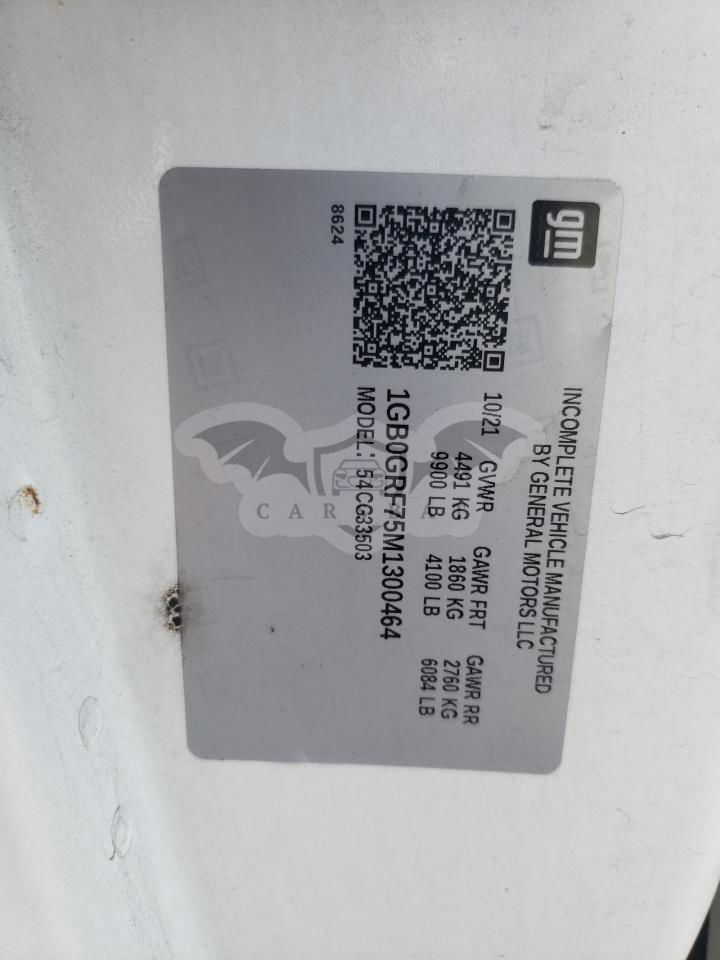 gm
INCOMPLETE VEHICLE MANUFACTURED
BY GENERAL MOTORS LLC
10/21 GVWR GAWR FRT GAWR RR
4491 KG 1860 KG 2760 KG
9900 LB 4100 LB 6084 LB
1GB0GRF75M1300464
MODEL: 54CG33503
8624